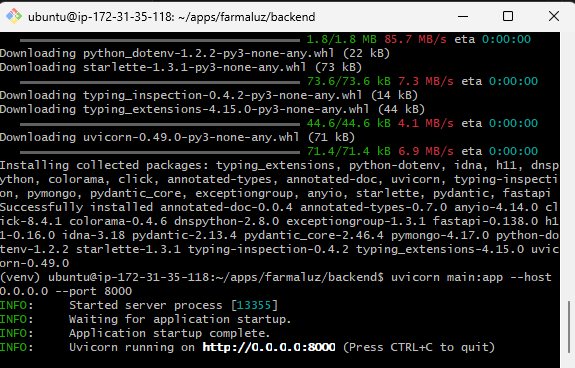 ubuntu@ip-172-31-35-118: ~/apps/farmaluz/backend
1.8/1.8 MB 85.7 MB/s eta 0:00:00
Downloading python_dotenv-1.2.2-py3-none-any.whl (22 kB)
Downloading starlette-1.3.1-py3-none-any.whl (73 kB)
73.6/73.6 kB 7.3 MB/s eta 0:00:00
Downloading typing_inspection-0.4.2-py3-none-any.whl (14 kB)
Downloading typing_extensions-4.15.0-py3-none-any.whl (44 kB)
44.6/44.6 kB 4.1 MB/s eta 0:00:00
Downloading uvicorn-0.49.0-py3-none-any.whl (71 kB)
71.4/71.4 kB 6.9 MB/s eta 0:00:00
Installing collected packages: typing_extensions, python-dotenv, idna, h11, dnsp
ython, colorama, click, annotated-types, annotated-doc, uvicorn, typing-inspecti
on, pymongo, pydantic_core, exceptiongroup, anyio, starlette, pydantic, fastapi
Successfully installed annotated-doc-0.0.4 annotated-types-0.7.0 anyio-4.14.0 cl
ick-8.4.1 colorama-0.4.6 dnspython-2.8.0 exceptiongroup-1.3.1 fastapi-0.138.0 h1
1-0.16.0 idna-3.18 pydantic-2.13.4 pydantic_core-2.46.4 pymongo-4.17.0 python-do
tenv-1.2.2 starlette-1.3.1 typing-inspection-0.4.2 typing_extensions-4.15.0 uvic
orn-0.49.0
(venv) ubuntu@ip-172-31-35-118:~/apps/farmaluz/backend$ uvicorn main:app --host
0.0.0.0 --port 8000
INFO: Started server process [13355]
INFO: Waiting for application startup.
INFO: Application startup complete.
INFO: Uvicorn running on http://0.0.0.0:8000 (Press CTRL+C to quit)